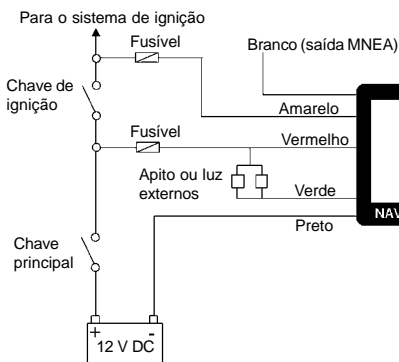 Para o sistema de ignição
Fusível
Branco (saída MNEA)
Chave de
ignição
Amarelo
Fusível
Vermelho
Apito ou luz
externos
Verde
NAV
Preto
Chave
principal
+ -
12 V DC